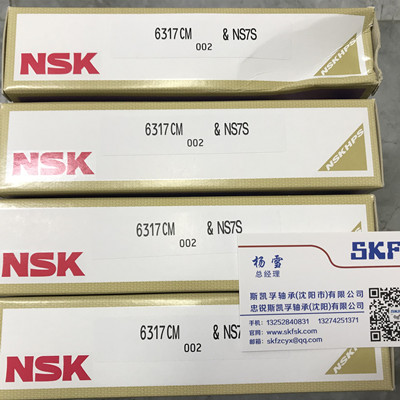 NSK
6317CM & NS7S
002
NSKHPS
NSK
6317CM & NS7S
002
NSKHPS
NSK
6317CM & NS7S
002
NSK
6317CM & NS7S
002
SKF
杨雪
总经理
斯凯孚轴承(沈阳市)有限公司
忠锐斯凯孚轴承(沈阳)有限公司
手机：13252840831 13274251371
官网：www.skfsk.com
邮箱：skfzcyx@qq.com